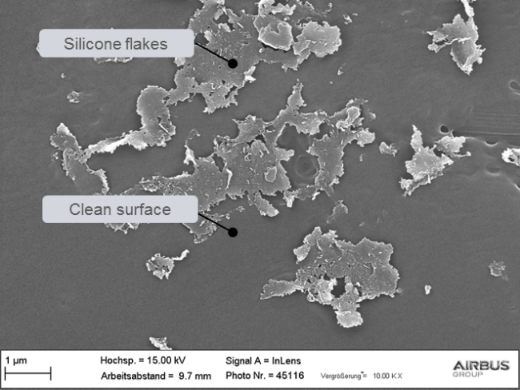 Silicone flakes
Clean surface
1 µm
Hochsp. = 15.00 kV
Signal A = InLens
Arbeitsabstand = 9.7 mm
Photo Nr. = 45116
Vergrößerung*= 10.00 K X
AIRBUS
GROUP